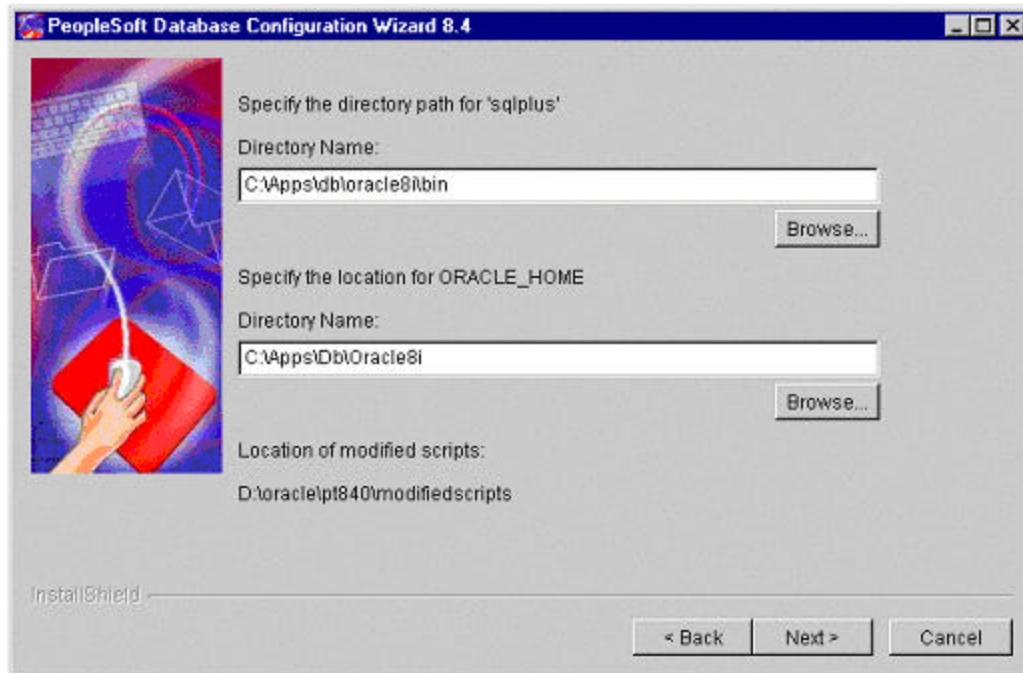 PeopleSoft Database Configuration Wizard 8.4
Specify the directory path for 'sqlplus'
Directory Name:
C:\Apps\db\oracle8i\bin
Browse...
Specify the location for ORACLE_HOME
Directory Name:
C:\Apps\Db\Oracle8i
Browse...
Location of modified scripts:
D:\oracle\pt840\modifiedscripts
InstallShield
< Back Next > Cancel